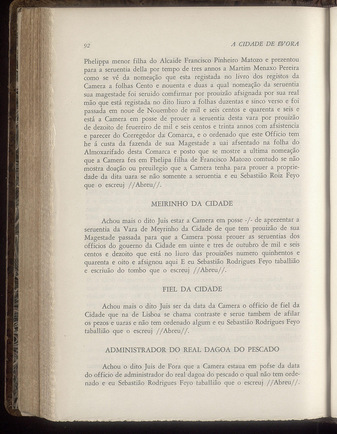 92 A CIDADE DE EVORA
Phelippa menor filha do Alcaide Francisco Pinheiro Matozo e prezentou
para a seruentia della por tempo de tres annos a Martim Menaxo Pereira
como se vê da nomeação que esta registada no livro dos registos da
Camera a folhas Cento e nouenta e duas a qual nomeação da seruentia
sua magestade foi seruido comfirmar por prouizão afsignada por sua real
mão que está registada no dito liuro a folhas duzentas e sinco verso e foi
passada em noue de Nouembro de mil e seis centos e quarenta e seis e
está a Camera em posse de prouer a seruentia desta vara por prouizão
de dezoito de feuereiro de mil e seis centos e trinta annos com afsistencia
e parecer do Corregedor da Comarca, e o ordenado que este Officio tem
he á custa da fazenda de sua Magestade a uai afsentado na folha do
Almoxarifado desta Comarca e posto que se mostre a ultima nomeação
que a Camera fes em Phelipa filha de Francisco Matozo comtudo se não
mostra doação ou preuilegio que a Camera tenha para prouer a proprie-
dade da dita uara se não somente a seruentia e eu Sebastião Roiz Feyo
que o escreuj //Abreu//.
MEIRINHO DA CIDADE
Achou mais o dito Juis estar a Camera em posse -/- de aprezentar a
seruentia da Vara de Meyrinho da Cidade de que tem prouizão de sua
Magestade passada para que a Camera possa prouer as seruentias dos
officios do gouerno da Cidade em uinte e tres de outubro de mil e seis
centos e dezoito que está no liuro das prouizões numero quinhentos e
quarenta e oito e afsignou aqui E eu Sebastião Rodrigues Feyo taballião
e escriuão do tombo que o escreuj //Abreu//.
FIEL DA CIDADE
Achou mais o dito Juis ser da data da Camera o officio de fiel da
Cidade que na de Lisboa se chama contraste e serue tambem de afilar
os pezos e uaras e não tem ordenado algum e eu Sebastião Rodrigues Feyo
taballião que o escreuj //Abreu//.
ADMINISTRADOR DO REAL DAGOA DO PESCADO
Achou o dito Juis de Fora que a Camera estaua em pofse da data
do officio de administrador do real dagoa do pescado o qual não tem orde-
nado e eu Sebastião Rodrigues Feyo taballião que o escreuj //Abreu//.